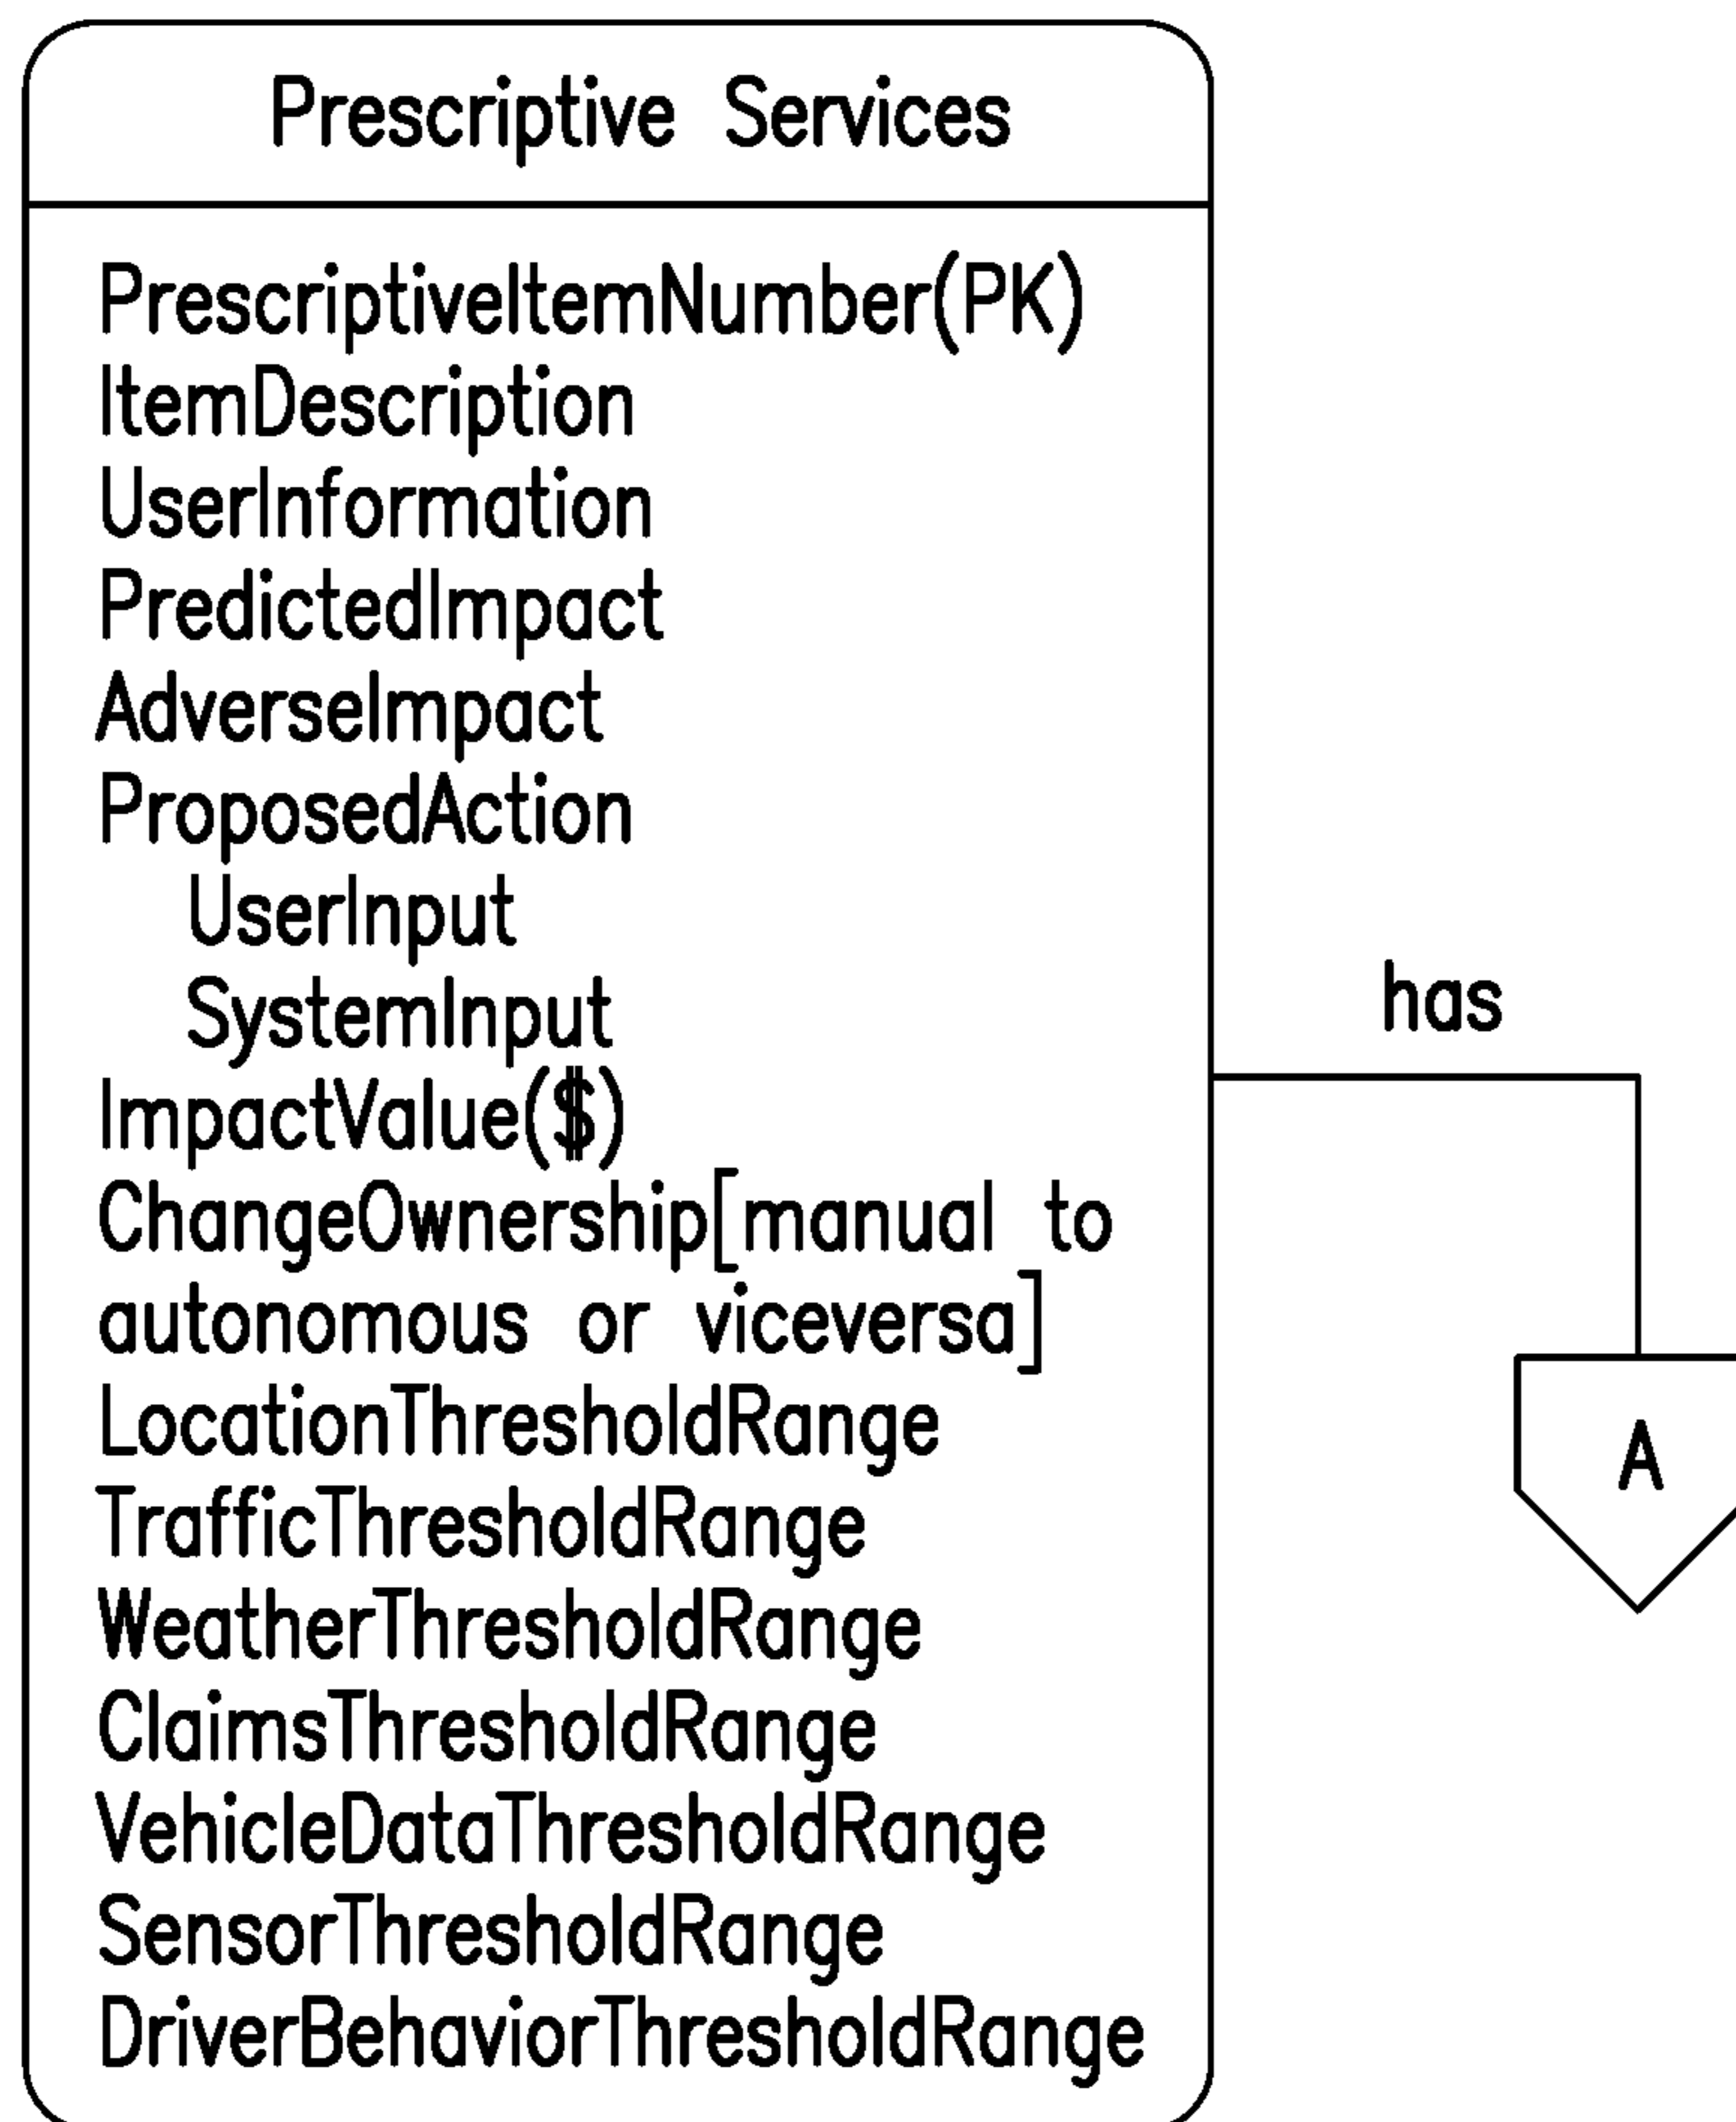 Prescriptive Services
PrescriptiveItemNumber(PK)
ItemDescription
UserInformation
PredictedImpact
AdverseImpact
ProposedAction
UserInput
SystemInput
ImpactValue($)
ChangeOwnership[manual to
autonomous or viceversa]
LocationThresholdRange
TrafficThresholdRange
WeatherThresholdRange
ClaimsThresholdRange
VehicleDataThresholdRange
SensorThresholdRange
DriverBehaviorThresholdRange
has
A